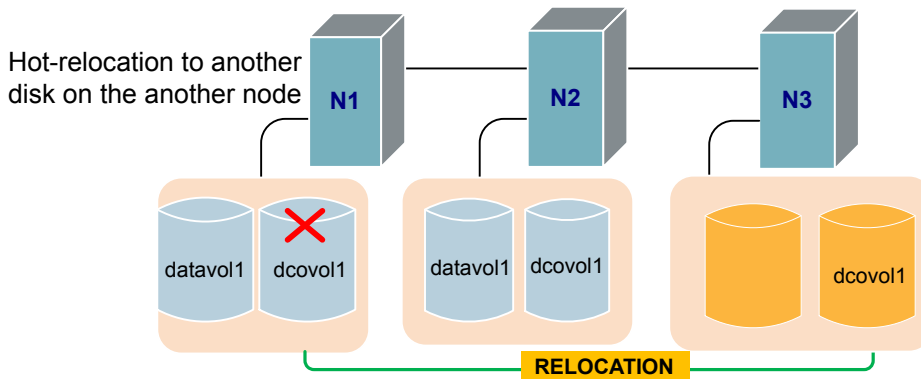 Hot-relocation to another
disk on the another node
N1
N2
N3
datavol1
dcovol1
datavol1
dcovol1
dcovol1
RELOCATION